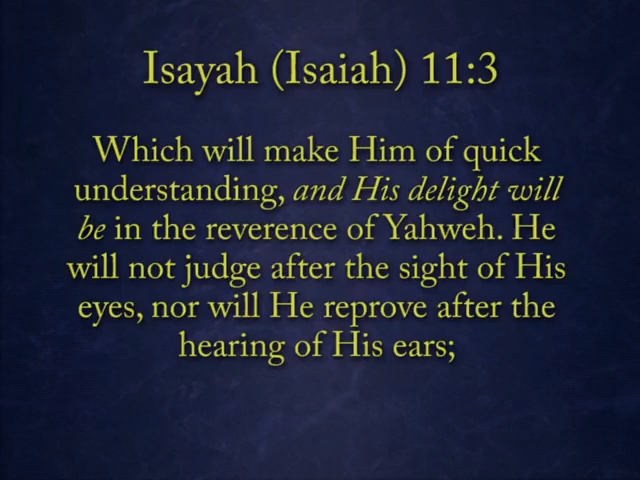 Isayah (Isaiah) 11:3
Which will make Him of quick
understanding, and His delight will
be in the reverence of Yahweh. He
will not judge after the sight of His
eyes, nor will He reprove after the
hearing of His ears;